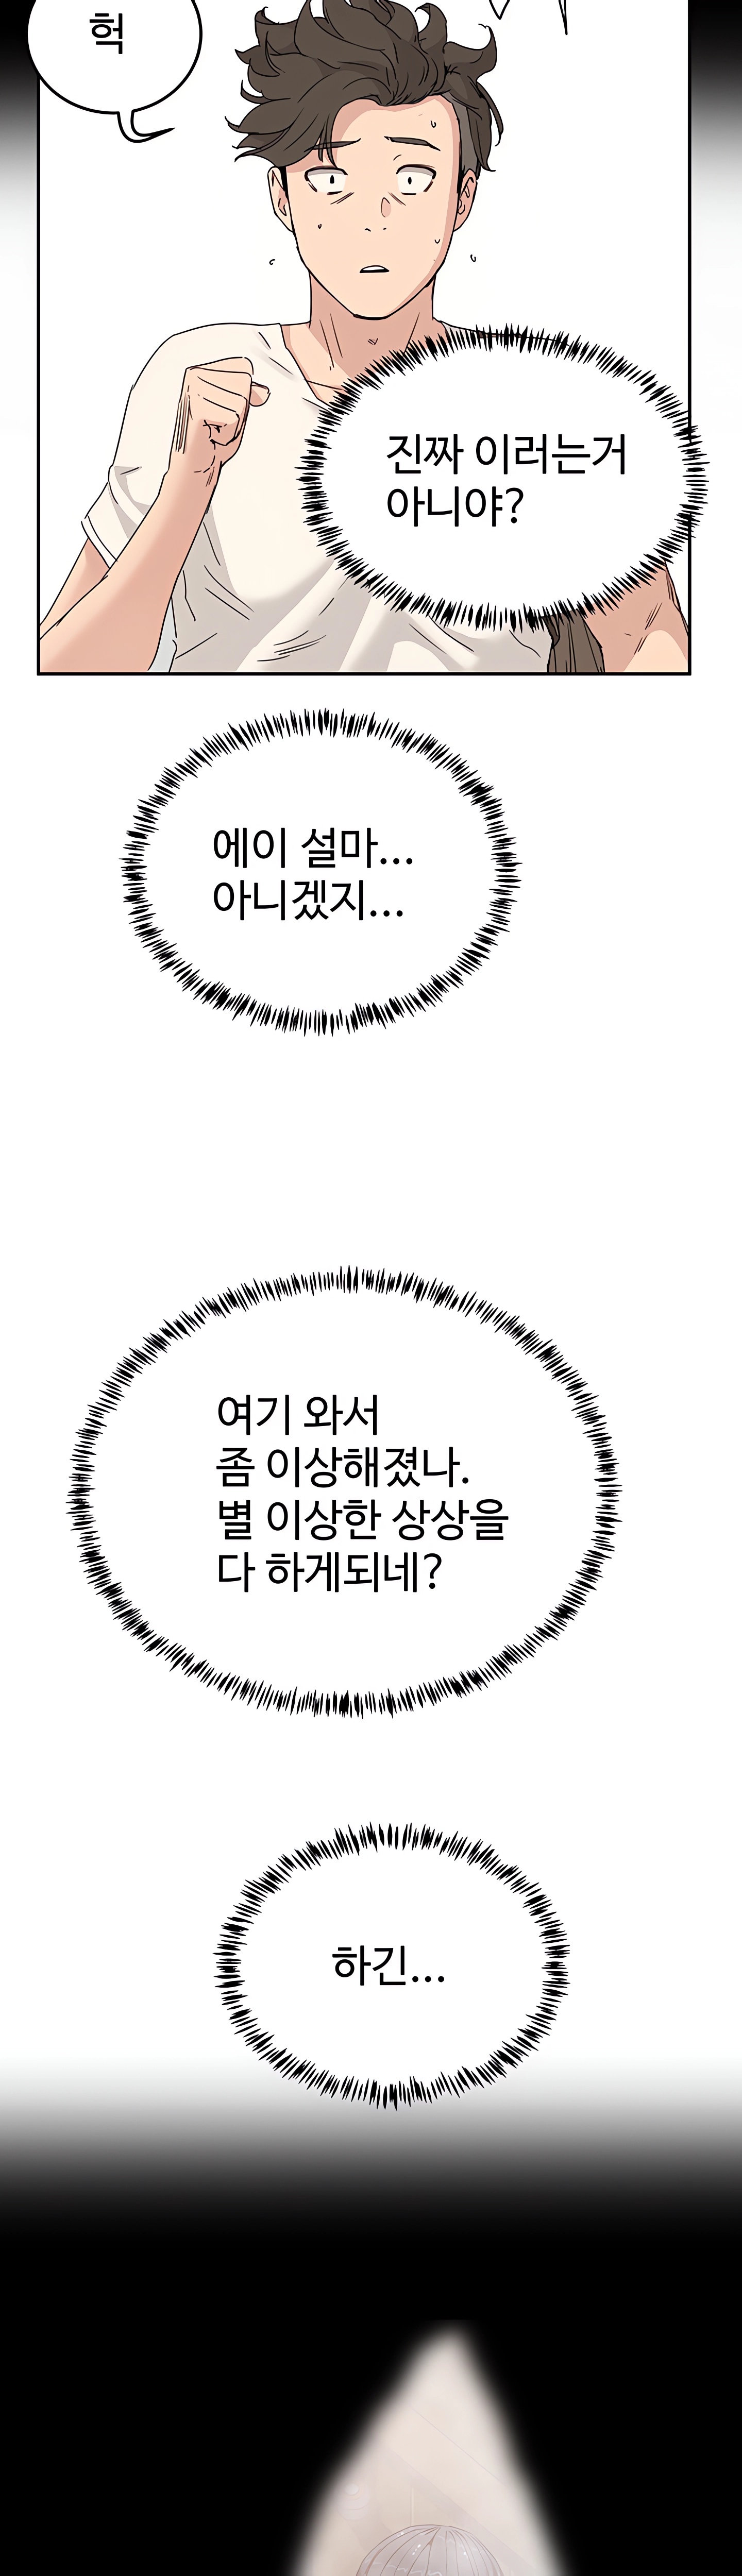 헉
진짜 이러는거
아니야?
에이 설마...
아니겠지...
여기 와서
좀 이상해졌나.
별 이상한 상상을
다 하게되네?
하긴...